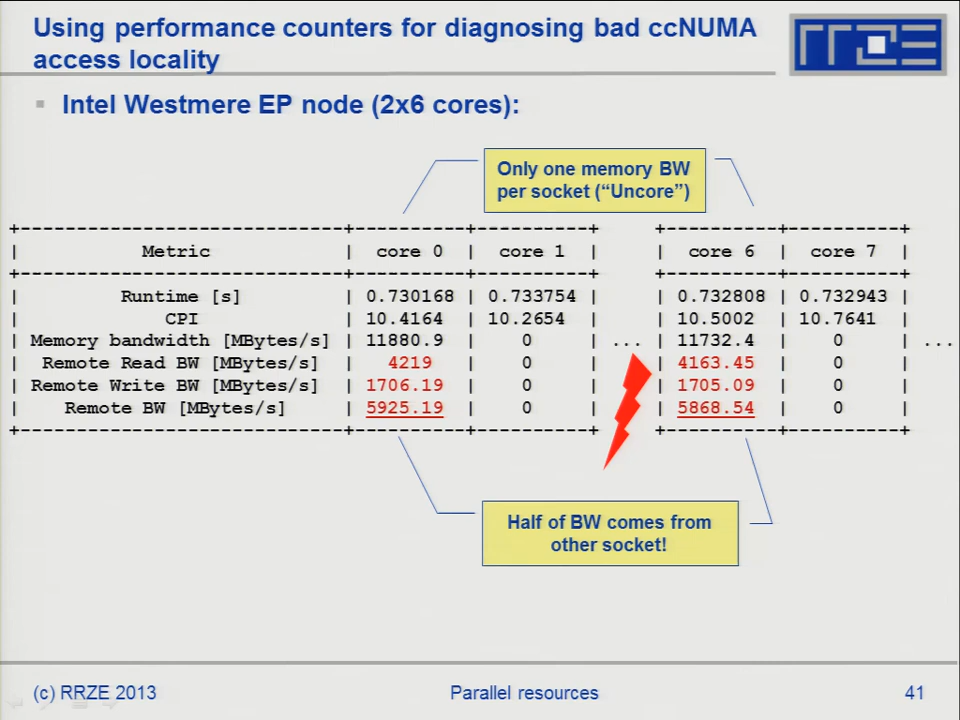 Using performance counters for diagnosing bad ccNUMA
access locality
RRZE
Intel Westmere EP node (2x6 cores):
Only one memory BW
per socket (“Uncore”)
+-----------------------------+----------+----------+     +----------+----------+
| Metric | core 0 | core 1 | | core 6 | core 7 |
+-----------------------------+----------+----------+     +----------+----------+
| Runtime [s] | 0.730168 | 0.733754 | | 0.732808 | 0.732943 |
| CPI | 10.4164 | 10.2654 | | 10.5002 | 10.7641 |
| Memory bandwidth [MBytes/s] | 11880.9 | 0 | ... | 11732.4 | 0 | ...
| Remote Read BW [MBytes/s] | 4219 | 0 | | 4163.45 | 0 |
| Remote Write BW [MBytes/s] | 1706.19 | 0 | | 1705.09 | 0 |
| Remote BW [MBytes/s] | 5925.19 | 0 | | 5868.54 | 0 |
+-----------------------------+----------+----------+     +----------+----------+
Half of BW comes from
other socket!
(c) RRZE 2013
Parallel resources
41